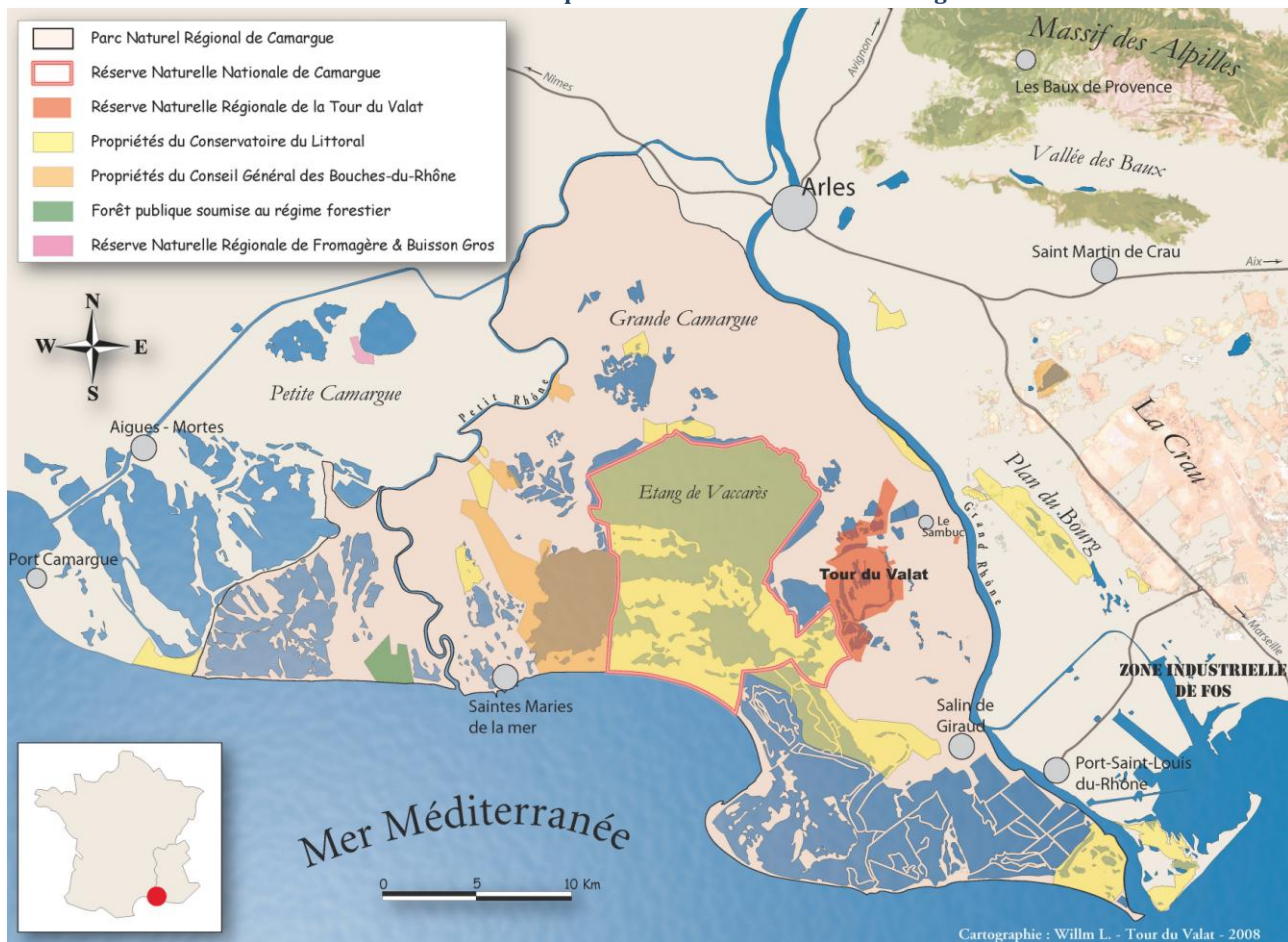 Parc Naturel Régional de Camargue
Réserve Naturelle Nationale de Camargue
Réserve Naturelle Régionale de la Tour du Valat
Propriétés du Conservatoire du Littoral
Propriétés du Conseil Général des Bouches-du-Rhône
Forêt publique soumise au régime forestier
Réserve Naturelle Régionale de Fromagère & Buisson Gros
Nîmes
Avignon
Massif des Alpilles
Les Baux de Provence
Vallée des Baux
Arles
Saint Martin de Crau
Aix
N
W
E
S
Grande Camargue
Petite Camargue
Petit Rhône
Aigues - Mortes
La Crau
Plan du Bourg
Etang de Vaccarès
Le
Sambuc
Grand Rhône
Port Camargue
Tour du Valat
Marseille
ZONE INDUSTRIELLE
DE FOS
Saintes Maries
de la mer
Salin de
Giraud
Port-Saint-Louis
du-Rhône
Mer Méditerranée
0 5 10 Km
Cartographie : Willm L. - Tour du Valat - 2008